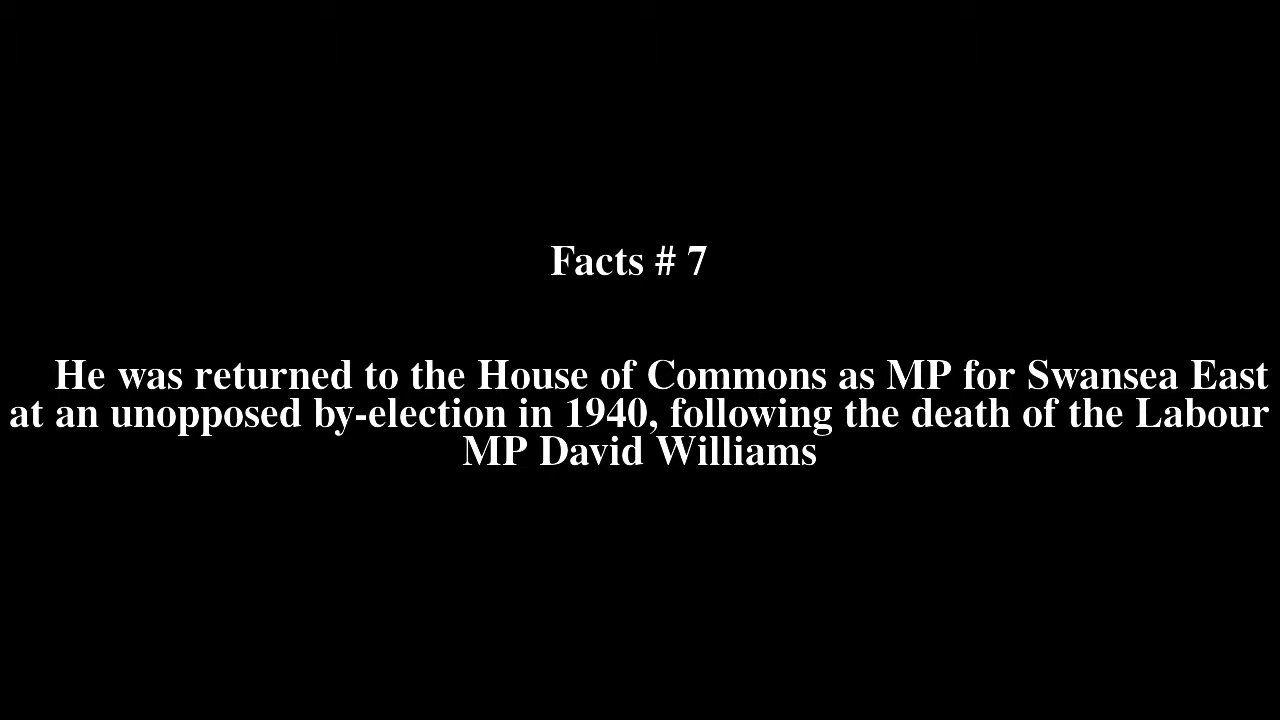 Facts # 7
He was returned to the House of Commons as MP for Swansea East
at an unopposed by-election in 1940, following the death of the Labour
MP David Williams